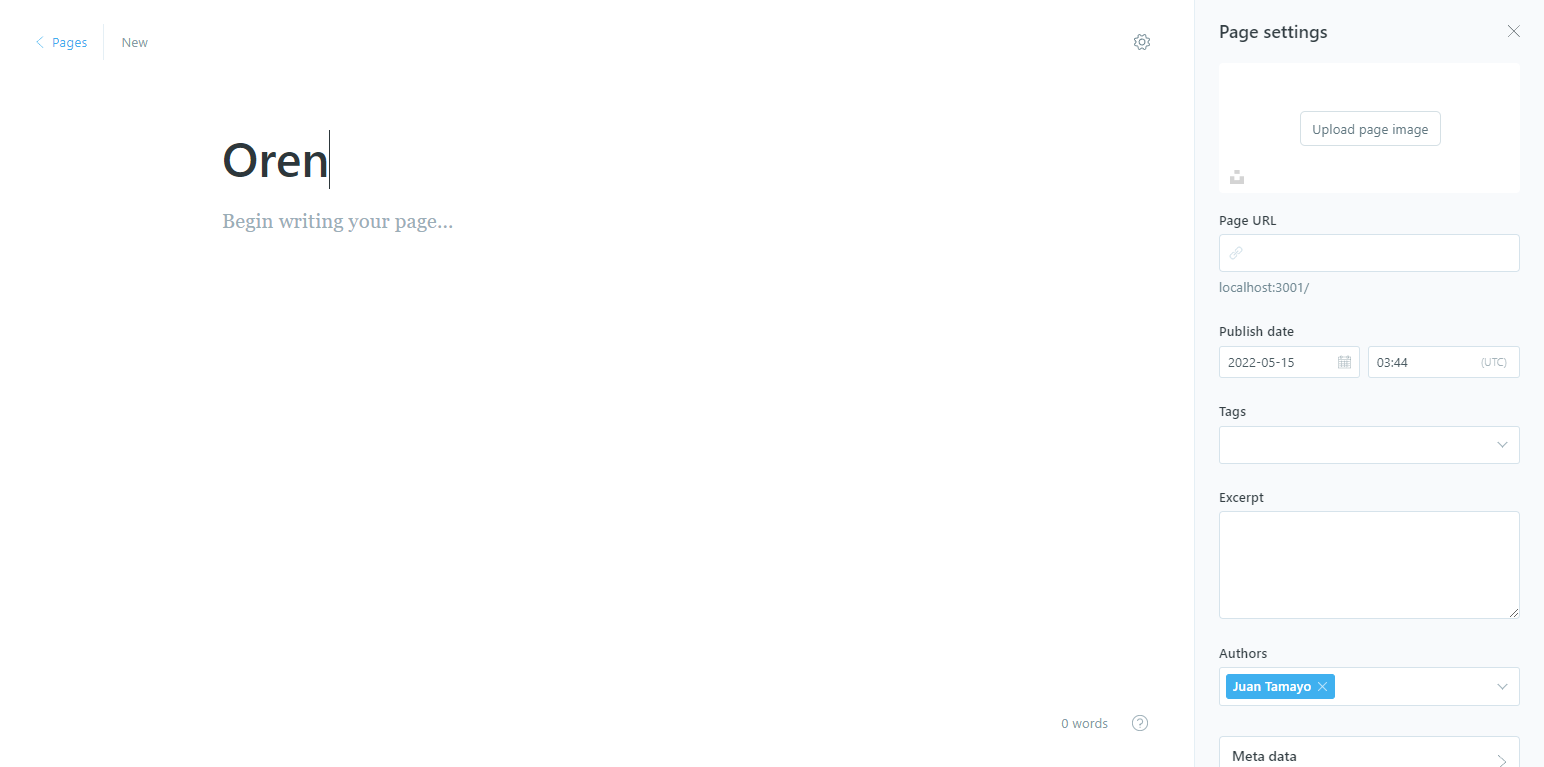 Pages
New
Oren
Begin writing your page...
0 words
Page settings
Upload page image
Page URL
localhost:3001/
Publish date
2022-05-15
03:44
(UTC)
Tags
Excerpt
Authors
Juan Tamayo
Meta data